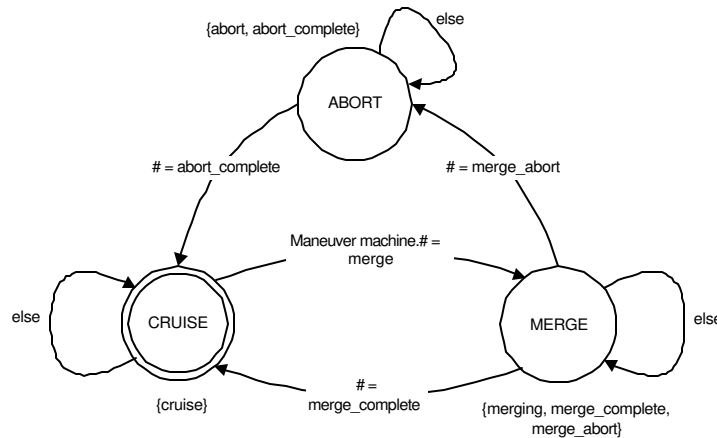 {abort, abort_complete}
else
ABORT
# = abort_complete
# = merge_abort
Maneuver machine.# =
merge
else
CRUISE
MERGE
else
# =
merge_complete
{cruise}
{merging, merge_complete,
merge_abort}